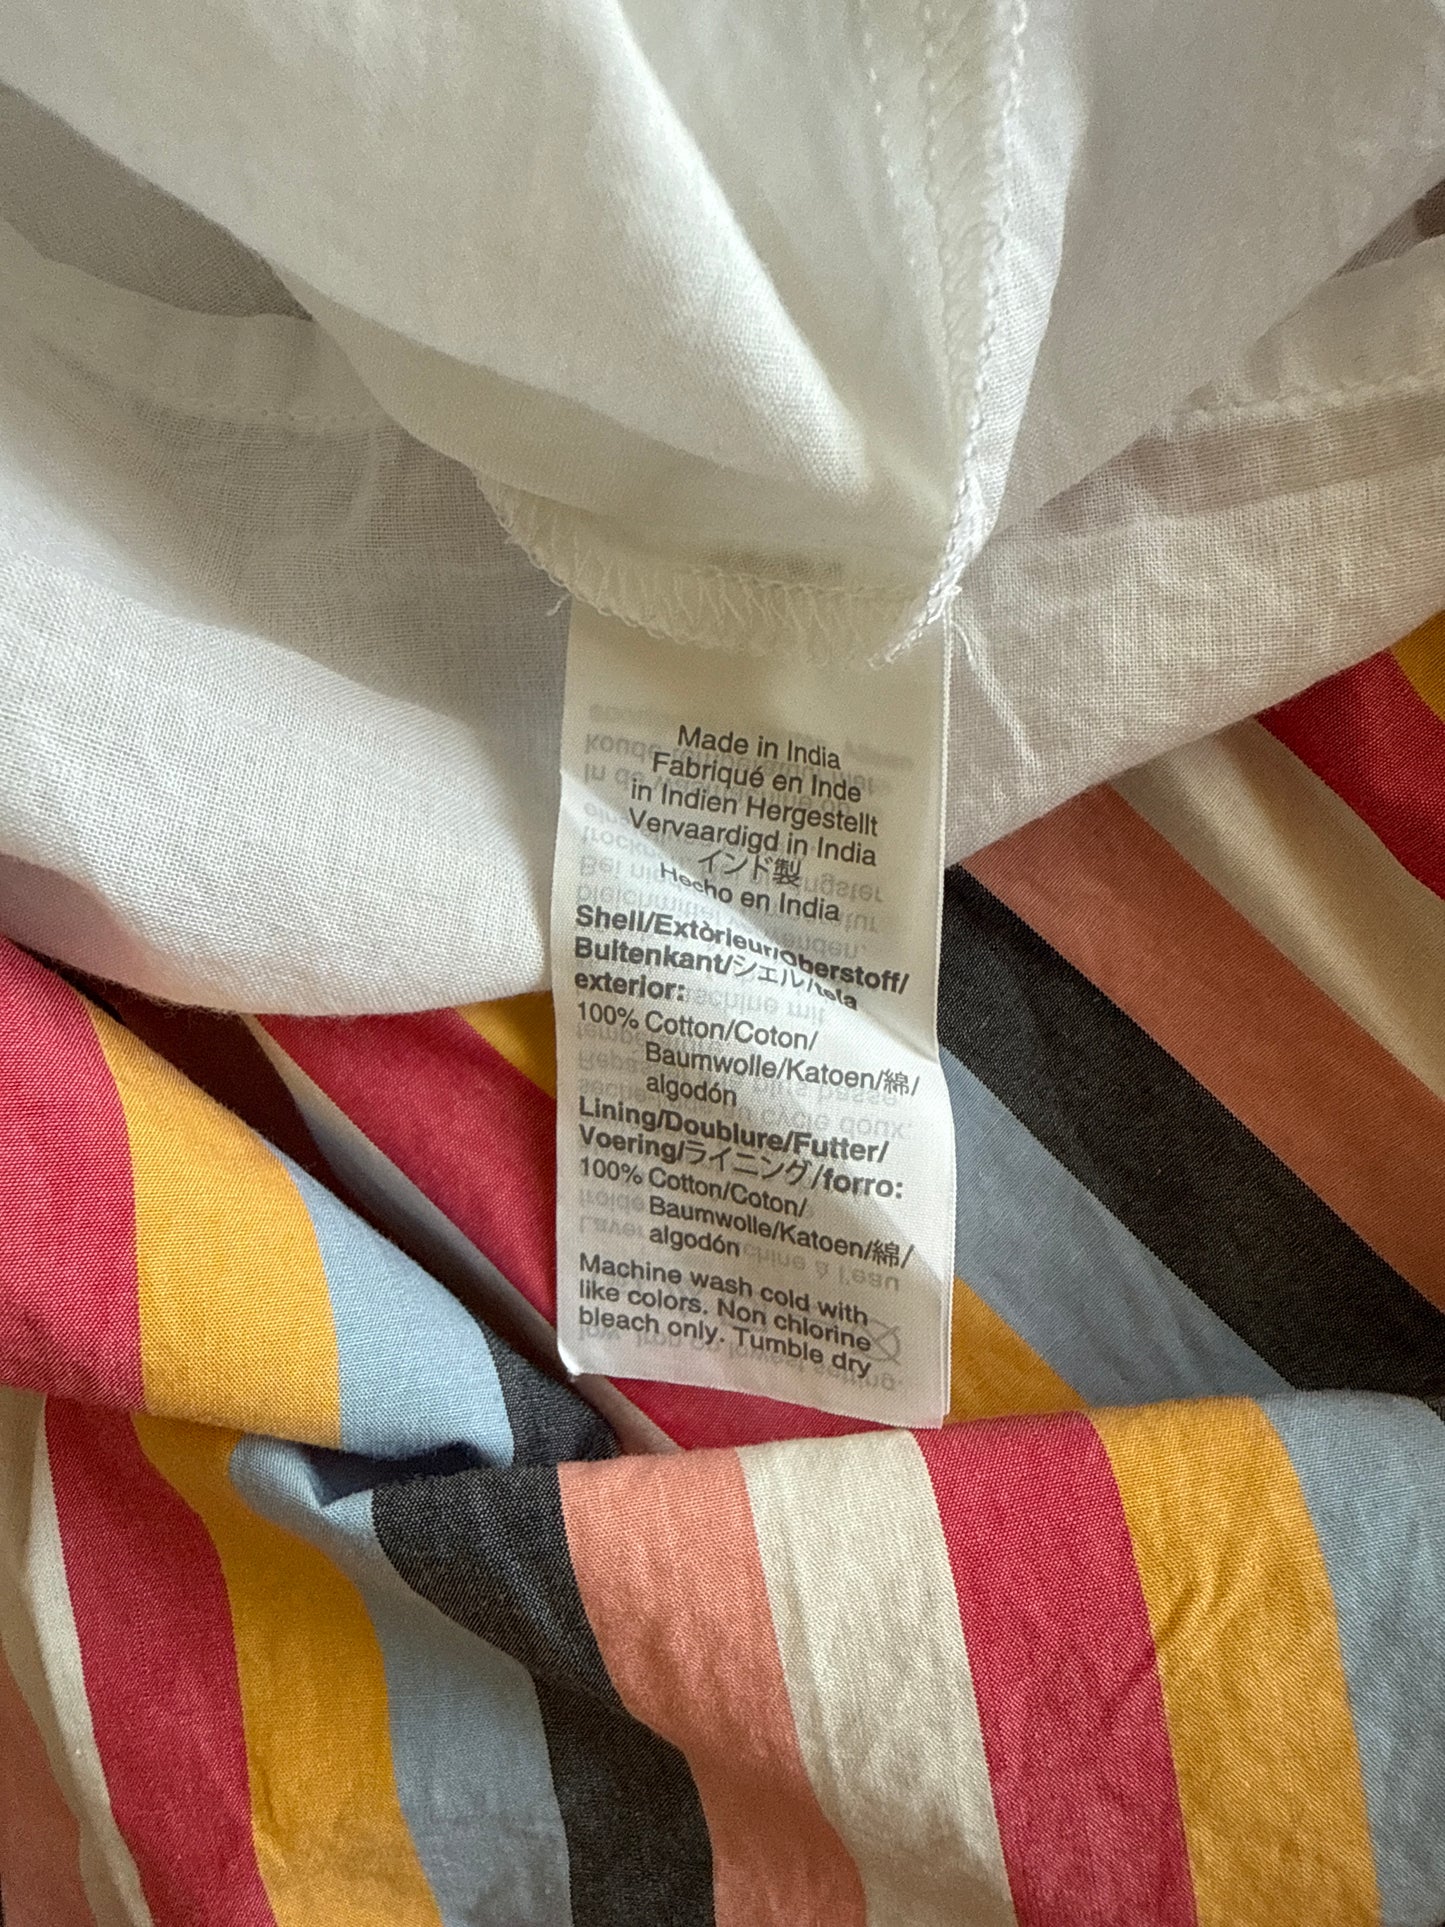 Made in India
Fabriqué en Inde
in Indien Hergestellt
Vervaardigd in India
インド製
Hecho en India
Shell/Extòrieur/Oberstoff/
Bultenkant/シェル/tela
exterior:
100% Cotton/Coton/
Baumwolle/Katoen/綿/
algodón
Lining/Doublure/Futter/
Voering/ライニング/forro:
100% Cotton/Coton/
Baumwolle/Katoen/綿/
algodón
Machine wash cold with
like colors. Non chlorine
bleach only. Tumble dry